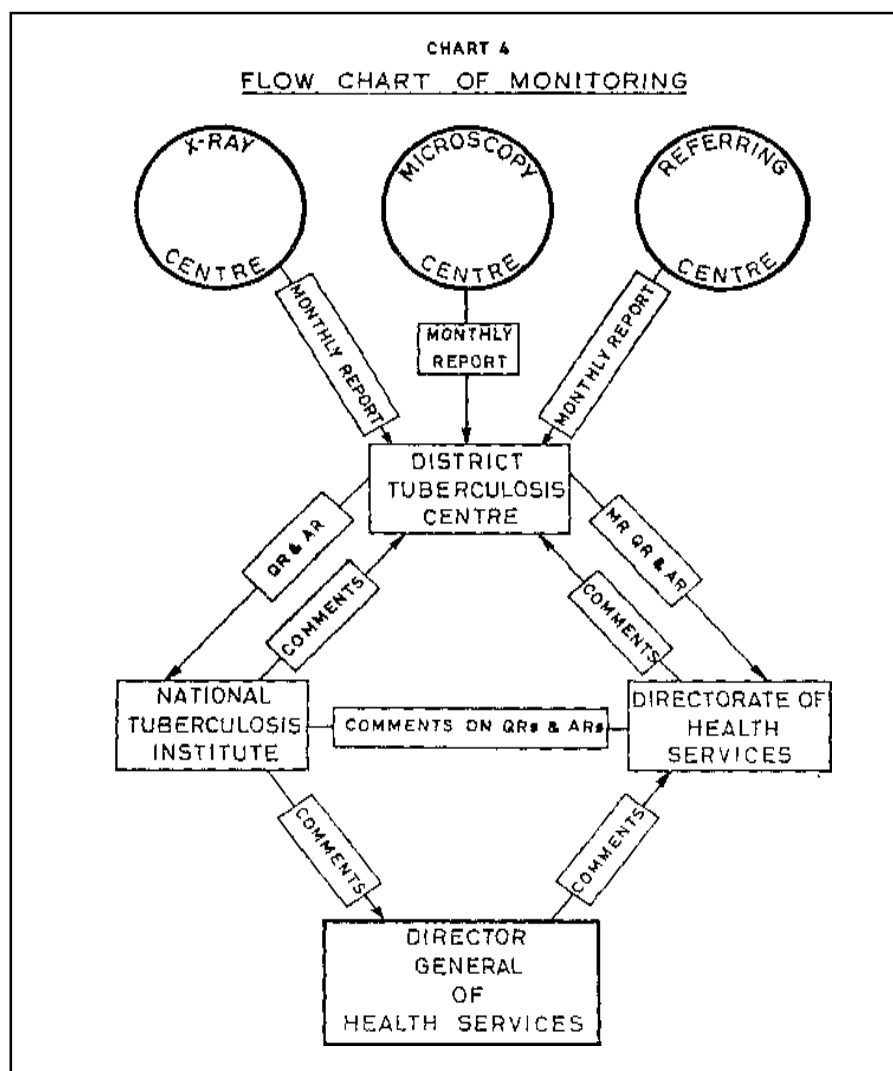 CHART 4
FLOW CHART OF MONITORING
X-RAY
CENTRE
MICROSCOPY
CENTRE
REFERRING
CENTRE
MONTHLY REPORT
MONTHLY
REPORT
MONTHLY REPORT
DISTRICT
TUBERCULOSIS
CENTRE
QR & AR
COMMENTS
COMMENTS
MR QR & AR
NATIONAL
TUBERCULOSIS
INSTITUTE
COMMENTS ON QRs & ARs
DIRECTORATE OF
HEALTH
SERVICES
COMMENTS
COMMENTS
DIRECTOR
GENERAL
OF
HEALTH SERVICES